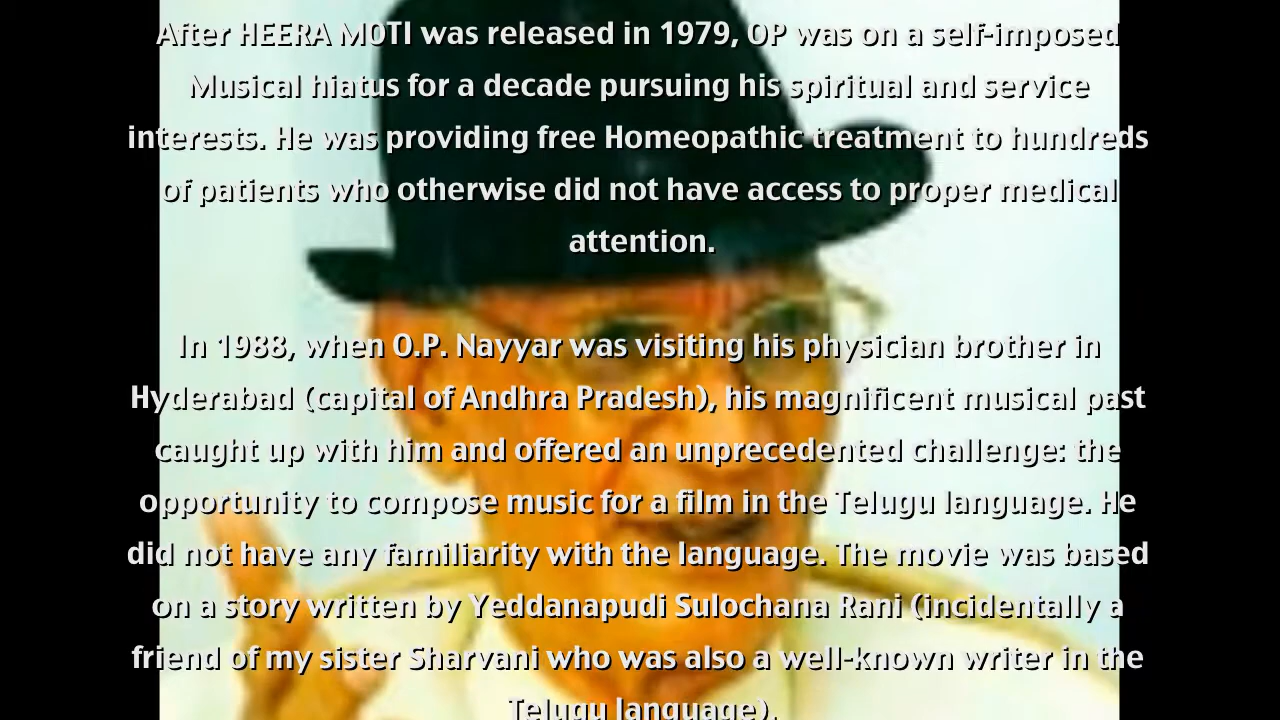 After HEERA MOTI was released in 1979, OP was on a self-imposed
Musical hiatus for a decade pursuing his spiritual and service
interests. He was providing free Homeopathic treatment to hundreds
of patients who otherwise did not have access to proper medical
attention.
In 1988, when O.P. Nayyar was visiting his physician brother in
Hyderabad (capital of Andhra Pradesh), his magnificent musical past
caught up with him and offered an unprecedented challenge: the
opportunity to compose music for a film in the Telugu language. He
did not have any familiarity with the language. The movie was based
on a story written by Yeddanapudi Sulochana Rani (incidentally a
friend of my sister Sharvani who was also a well-known writer in the
Telugu language).